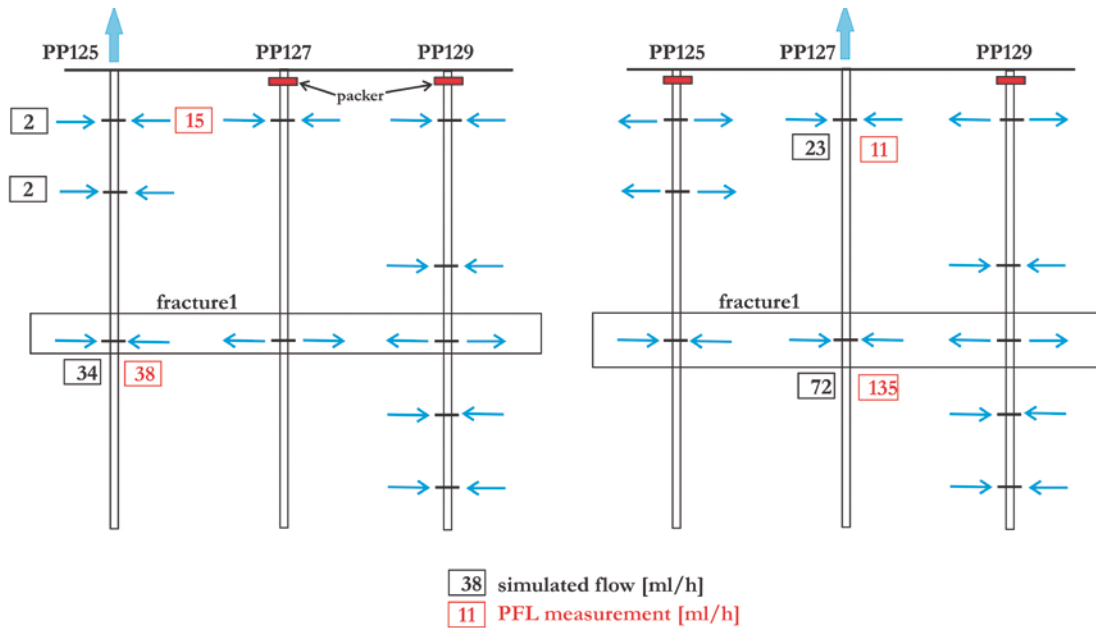 PP125 PP127 PP129
packer
2 15
2
fracture1
34 38
PP125 PP127 PP129
23 11
fracture1
72 135
38 simulated flow [ml/h]
11 PFL measurement [ml/h]